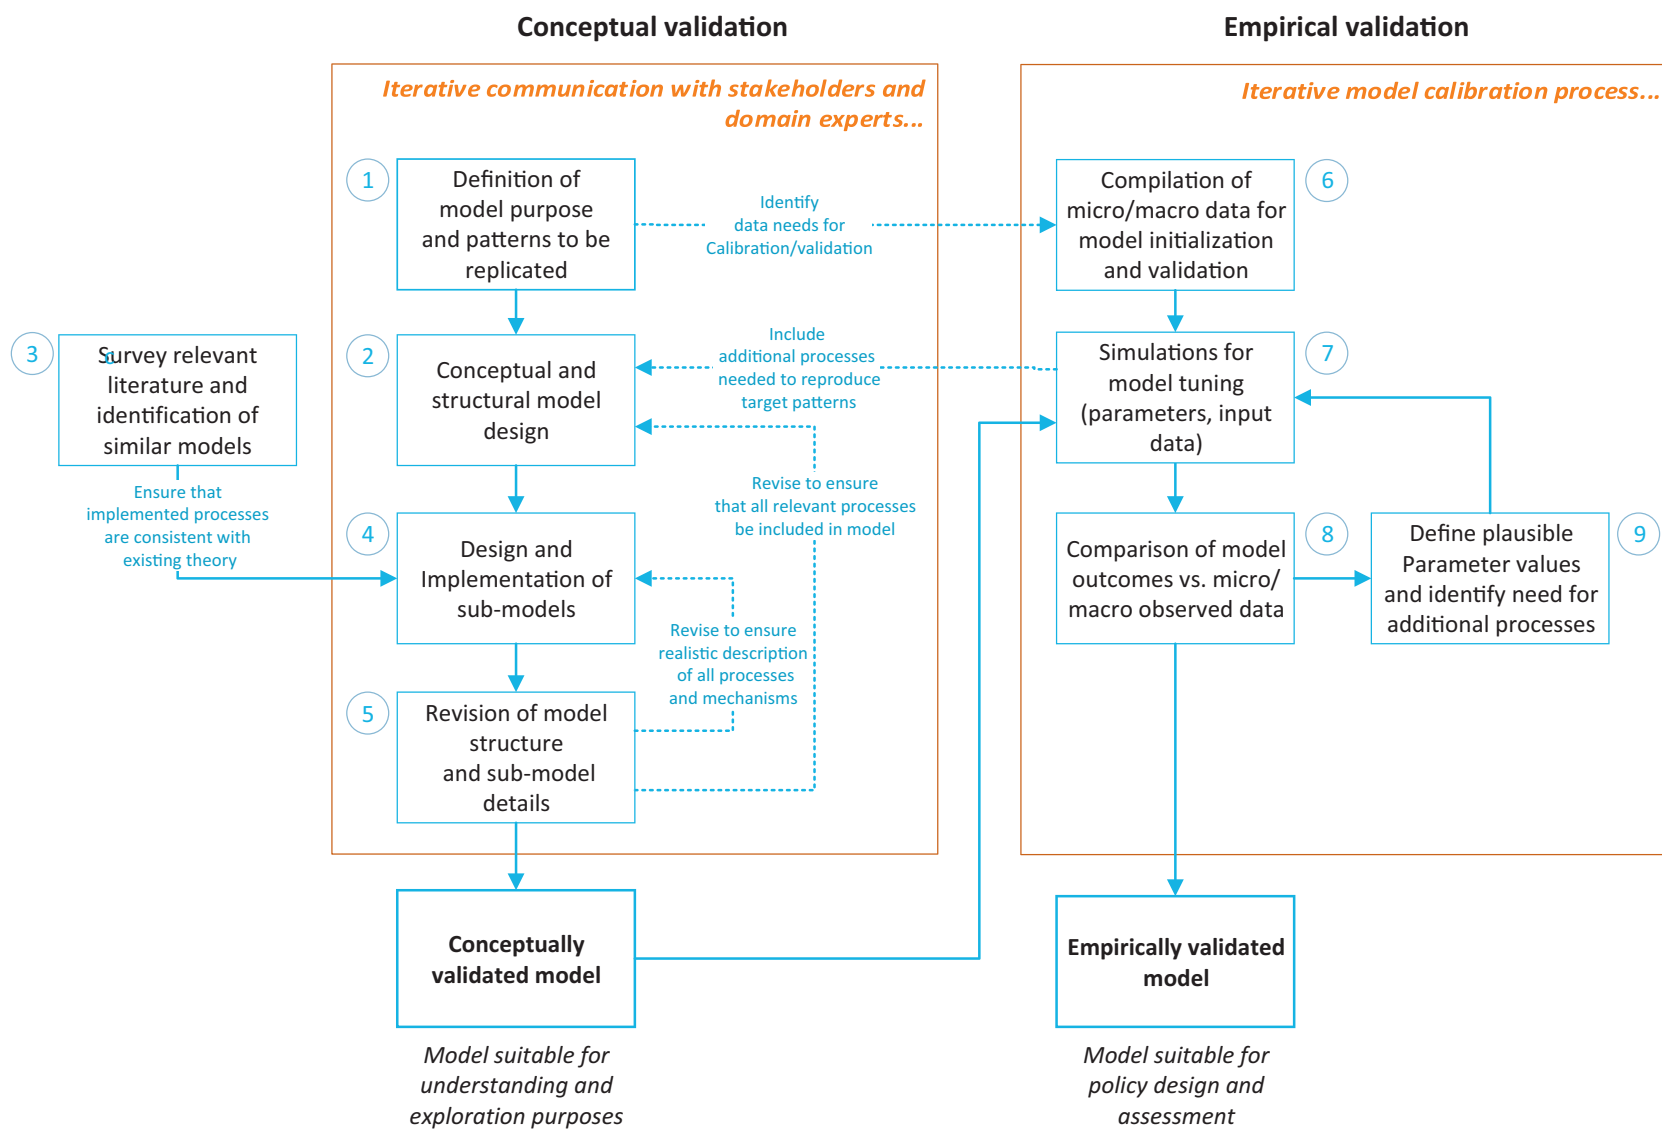 Conceptual validation
Empirical validation
Iterative communication with stakeholders and
domain experts...
Iterative model calibration process...
1
Definition of
model purpose
and patterns to be
replicated
Identify
data needs for
Calibration/validation
6
Compilation of
micro/macro data for
model initialization
and validation
3
Survey relevant
literature and
identification of
similar models
2
Conceptual and
structural model
design
Include
additional processes
needed to reproduce
target patterns
7
Simulations for
model tuning
(parameters, input
data)
Ensure that
implemented processes
are consistent with
existing theory
Revise to ensure
that all relevant processes
be included in model
4
Design and
Implementation of
sub-models
8
Comparison of model
outcomes vs. micro/
macro observed data
9
Define plausible
Parameter values
and identify need for
additional processes
Revise to ensure
realistic description
of all processes
and mechanisms
5
Revision of model
structure
and sub-model
details
Conceptually
validated model
Empirically validated
model
Model suitable for
understanding and
exploration purposes
Model suitable for
policy design and
assessment